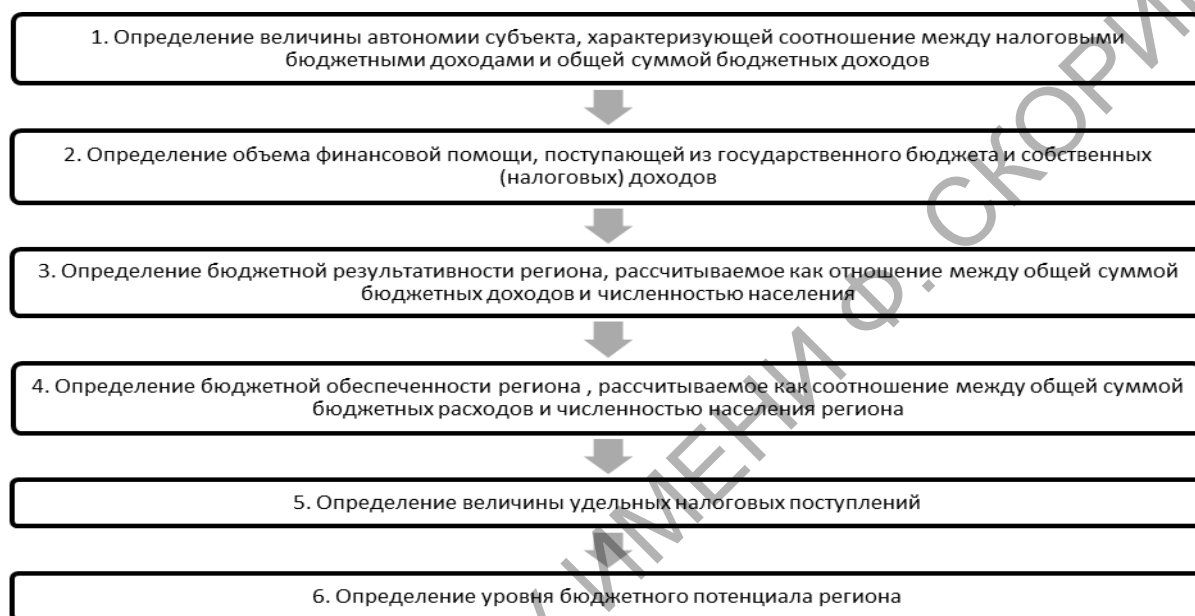 1. Определение величины автономии субъекта, характеризующей соотношение между налоговыми
бюджетными доходами и общей суммой бюджетных доходов
2. Определение объема финансовой помощи, поступающей из государственного бюджета и собственных
(налоговых) доходов
3. Определение бюджетной результативности региона, рассчитываемое как отношение между общей суммой
бюджетных доходов и численностью населения
4. Определение бюджетной обеспеченности региона , рассчитываемое как соотношение между общей суммой
бюджетных расходов и численностью населения региона
5. Определение величины удельных налоговых поступлений
6. Определение уровня бюджетного потенциала региона
ИМЕНИ Ф.